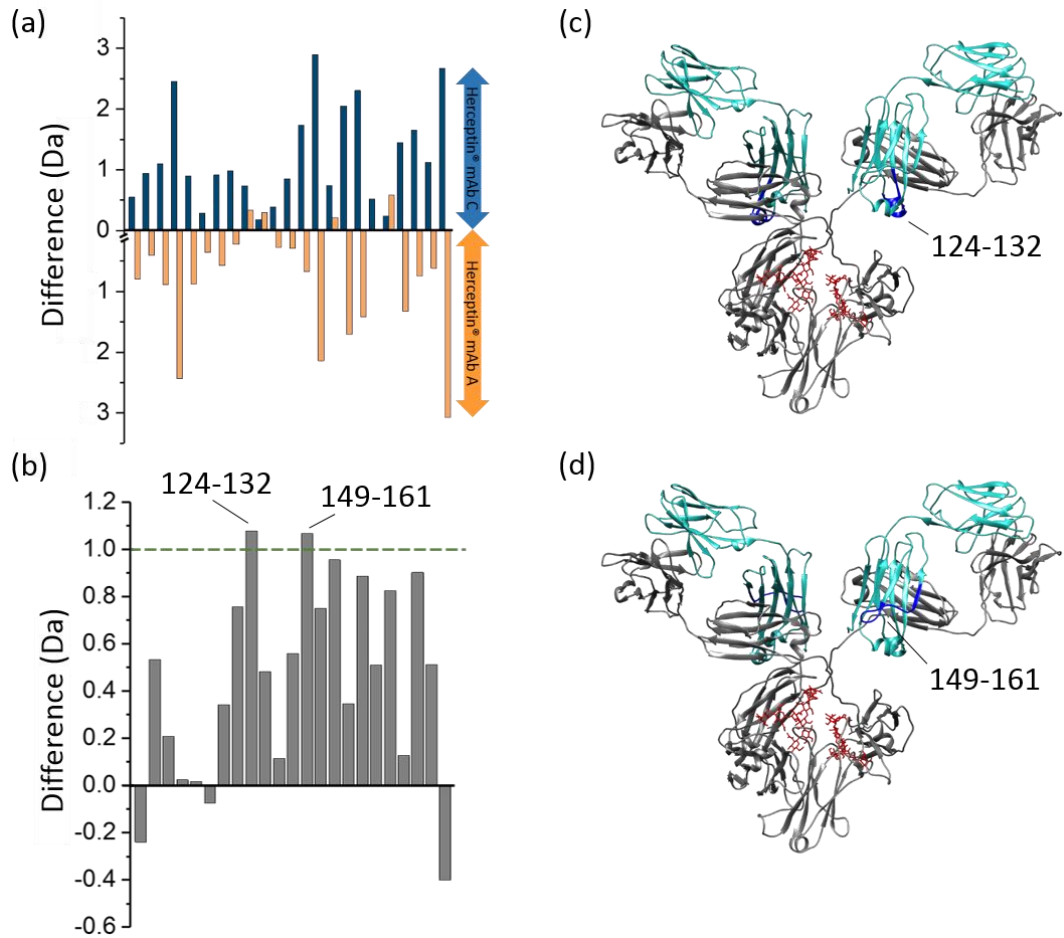 (a)
3
2
1
0
1
2
3
Difference (Da)
Herceptin® mAb C
Herceptin® mAb A
(b)
124-132
149-161
1.2
1.0
0.8
0.6
0.4
0.2
0.0
-0.2
-0.4
-0.6
Difference (Da)
(c)
124-132
(d)
149-161